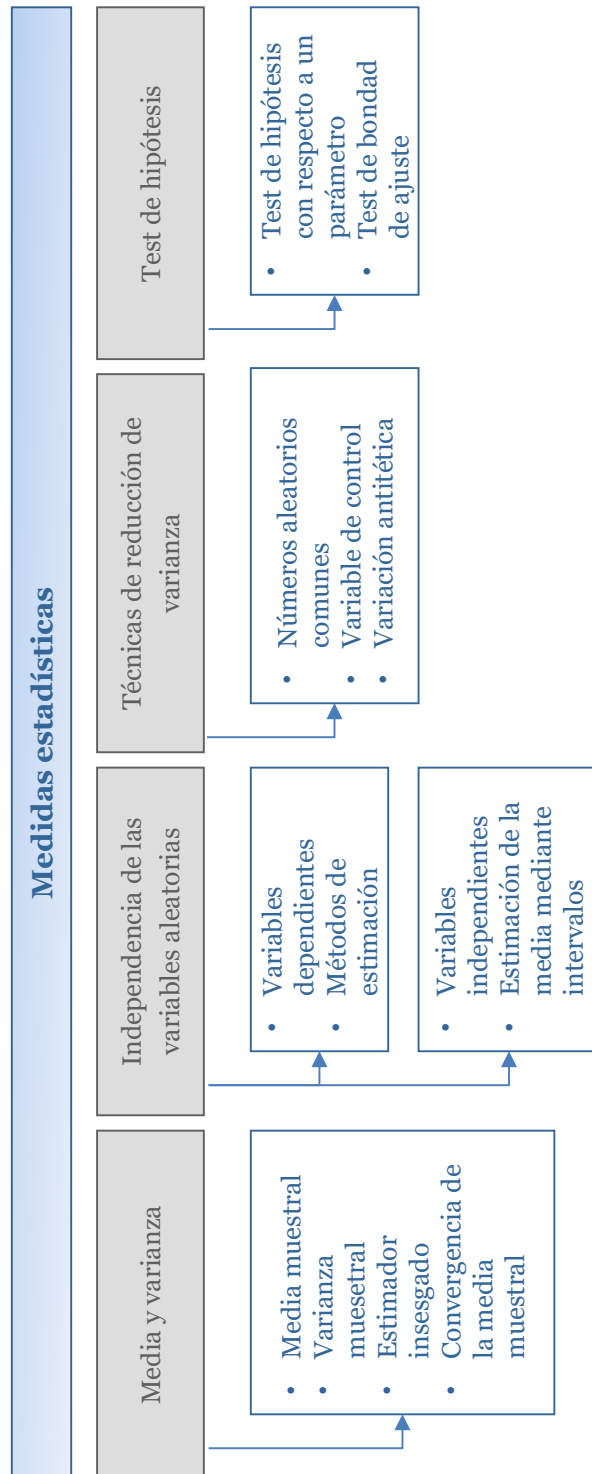 Medidas estadísticas
Media y varianza
• Media muestral
• Varianza
muesetral
• Estimador
insesgado
• Convergencia de
la media
muestral
Independencia de las
variables aleatorias
• Variables
dependientes
• Métodos de
estimación
• Variables
independientes
• Estimación de la
media mediante
intervalos
Técnicas de reducción de
varianza
• Números aleatorios
comunes
• Variable de control
• Variación antitética
Test de hipótesis
• Test de hipótesis
con respecto a un
parámetro
• Test de bondad
de ajuste